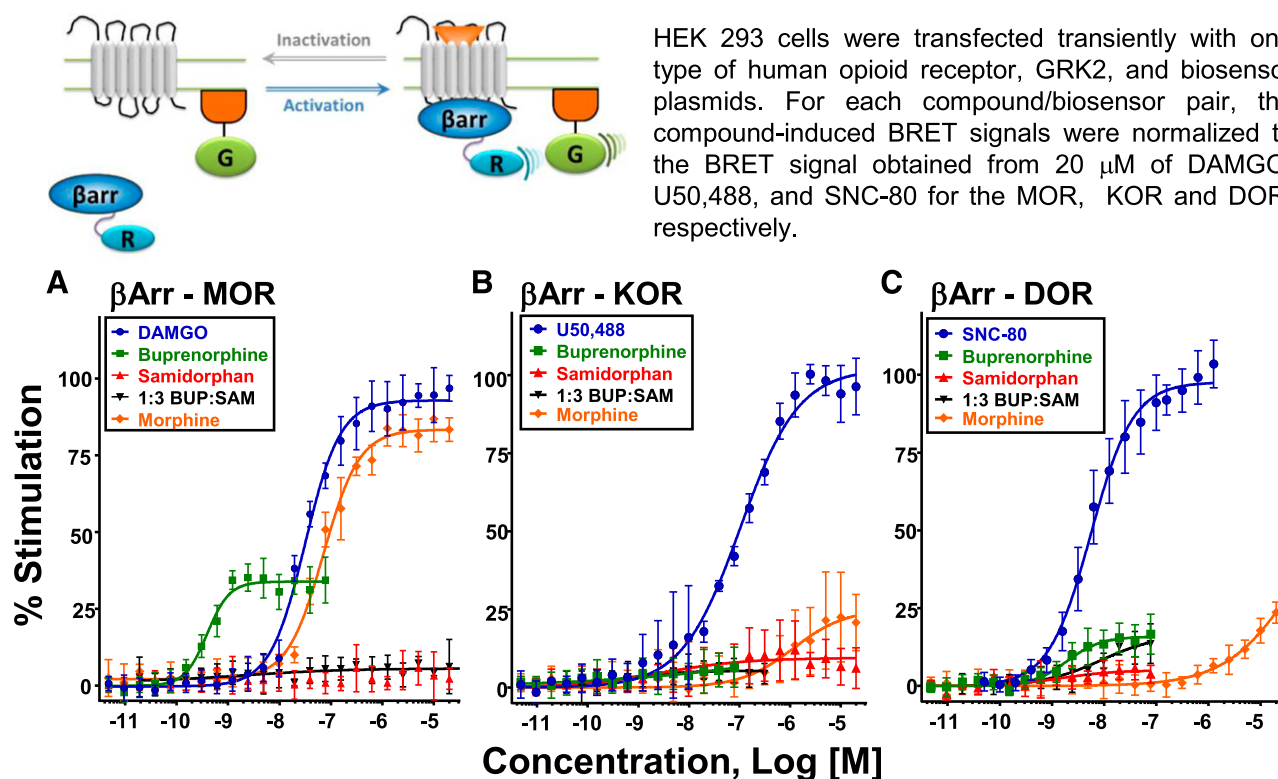 Inactivation
Activation
G
βarr
R
βarr
R
G
HEK 293 cells were transfected transiently with on
type of human opioid receptor, GRK2, and biosenso
plasmids. For each compound/biosensor pair, th
compound-induced BRET signals were normalized t
the BRET signal obtained from 20 μM of DAMGO
U50,488, and SNC-80 for the MOR, KOR and DOR
respectively.
A
βArr - MOR
DAMGO
Buprenorphine
Samidorphan
1:3 BUP:SAM
Morphine
B
βArr - KOR
U50,488
Buprenorphine
Samidorphan
1:3 BUP:SAM
Morphine
C
βArr - DOR
SNC-80
Buprenorphine
Samidorphan
1:3 BUP:SAM
Morphine
% Stimulation
100
75
50
25
0
-11 -10 -9 -8 -7 -6 -5
100
75
50
25
0
-11 -10 -9 -8 -7 -6 -5
100
75
50
25
0
-11 -10 -9 -8 -7 -6 -5
Concentration, Log [M]